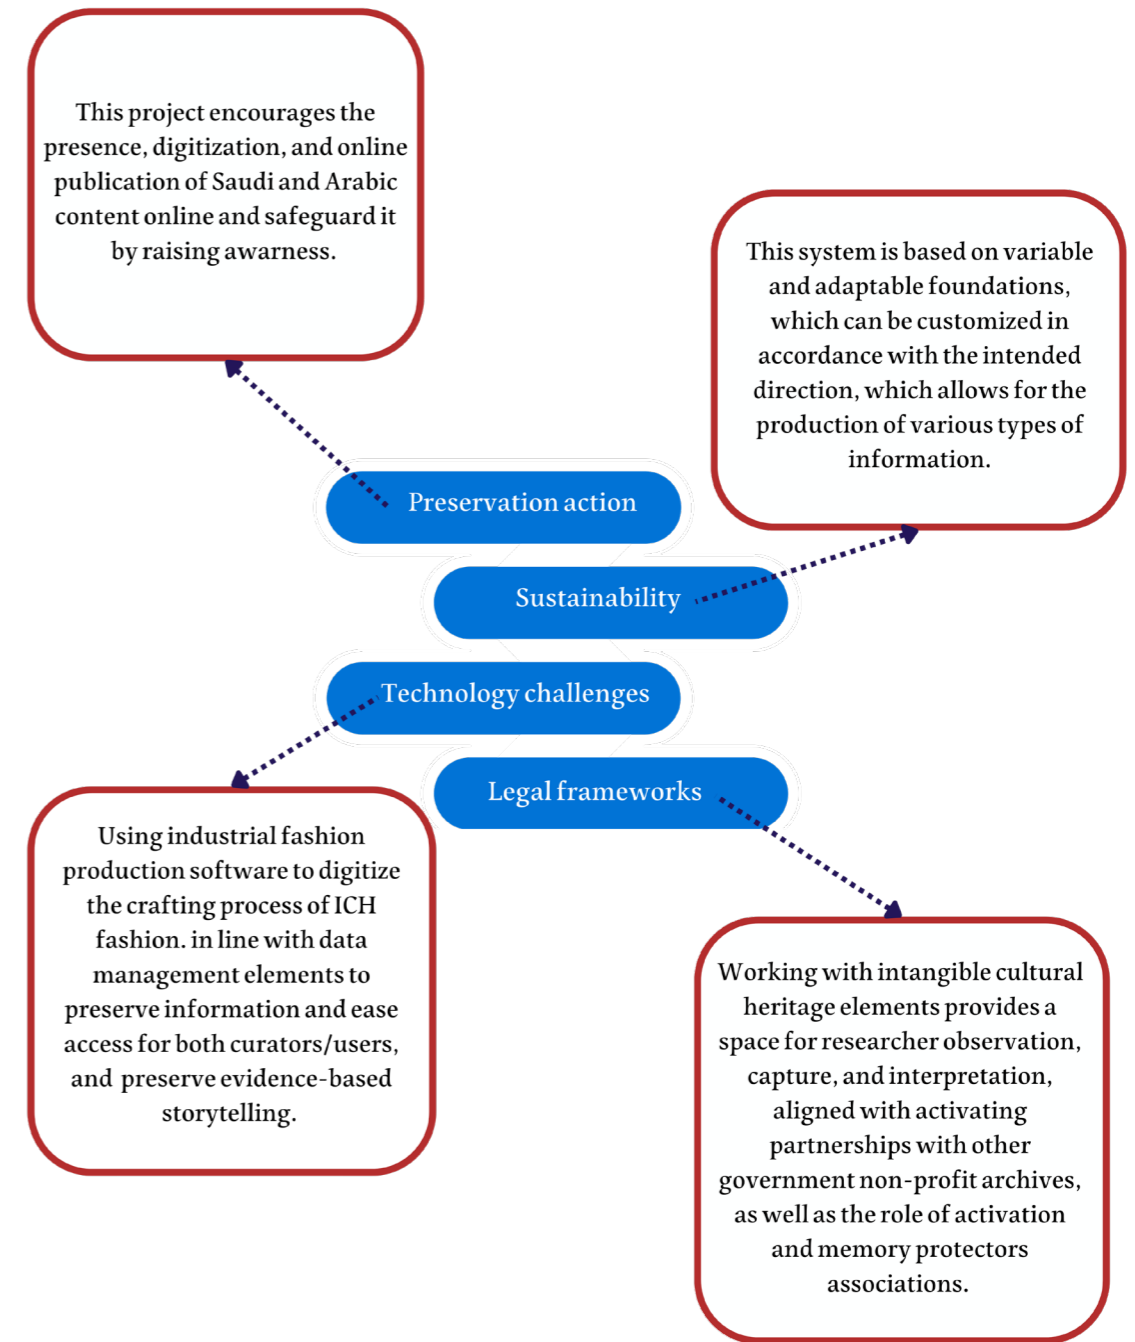 This project encourages the
presence, digitization, and online
publication of Saudi and Arabic
content online and safeguard it
by raising awarness.
This system is based on variable
and adaptable foundations,
which can be customized in
accordance with the intended
direction, which allows for the
production of various types of
information.
Preservation action
Sustainability
Technology challenges
Legal frameworks
Using industrial fashion
production software to digitize
the crafting process of ICH
fashion. in line with data
management elements to
preserve information and ease
access for both curators/users,
and preserve evidence-based
storytelling.
Working with intangible cultural
heritage elements provides a
space for researcher observation,
capture, and interpretation,
aligned with activating
partnerships with other
government non-profit archives,
as well as the role of activation
and memory protectors
associations.